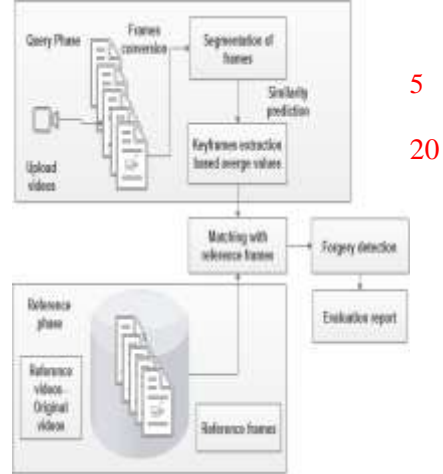 Query Phase
Frames
conversion
Segmentation of
frames
5
Similarity
prediction
20
Upload
videos
Keyframes extraction
based averge values
Matching with
reference frames
Forgery detection
Evaluation report
Reference
phase
Reference
videos -
Original
videos
Reference frames